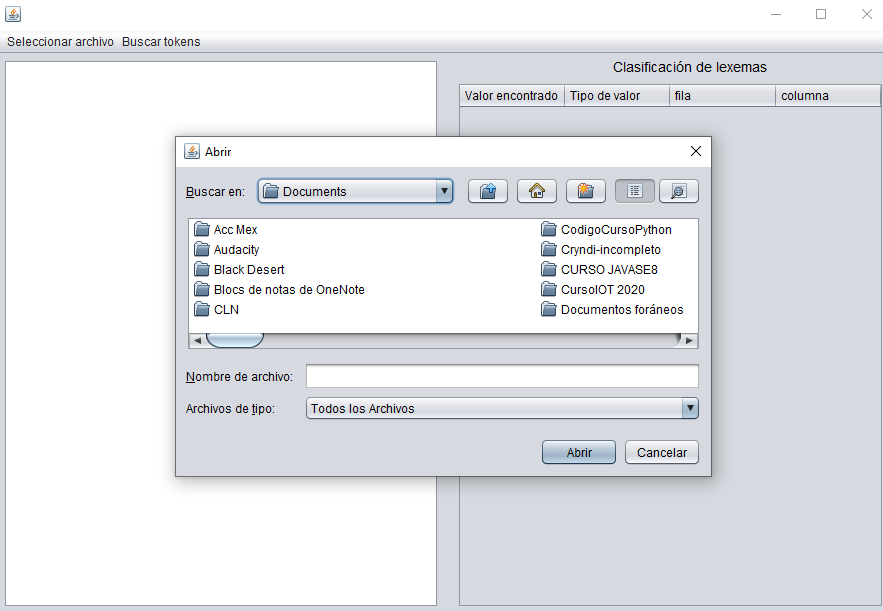 Seleccionar archivo Buscar tokens
Clasificación de lexemas
Valor encontrado Tipo de valor fila columna
Abrir
Buscar en: Documents
Acc Mex CodigoCursoPython
Audacity Cryndi-incompleto
Black Desert CURSO JAVASE8
Blocs de notas de OneNote CursoIOT 2020
CLN Documentos foráneos
Nombre de archivo:
Archivos de tipo: Todos los Archivos
Abrir Cancelar